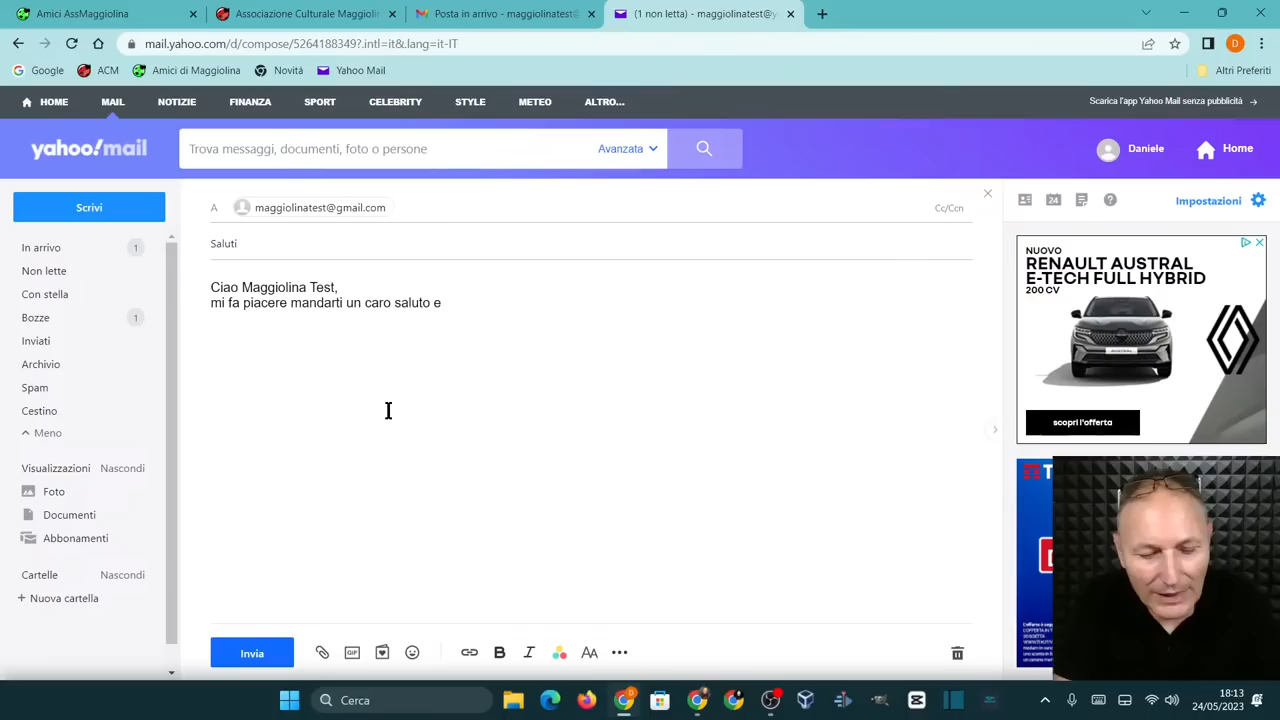 Amici di Maggiolina
Associazione Culturale Maggiolin
Posta in arrivo - maggiolinatest@
(1 non letta) - maggiolinatest@y
mail.yahoo.com/d/compose/5264188349?.intl=it&.lang=it-IT
D
Google
ACM
Amici di Maggiolina
Novità
Yahoo Mail
Altri Preferiti
HOME
MAIL
NOTIZIE
FINANZA
SPORT
CELEBRITY
STYLE
METEO
ALTRO...
Scarica l'app Yahoo Mail senza pubblicità
yahoo!mail
Trova messaggi, documenti, foto o persone
Avanzata
Daniele
Home
Scrivi
In arrivo 1
Non lette
Con stella
Bozze 1
Inviati
Archivio
Spam
Cestino
Meno
Visualizzazioni Nascondi
Foto
Documenti
Abbonamenti
Cartelle Nascondi
+ Nuova cartella
A maggiolinatest@gmail.com
Cc/Ccn
Saluti
Ciao Maggiolina Test,
mi fa piacere mandarti un caro saluto e
Invia
24
Impostazioni
NUOVO
RENAULT AUSTRAL
E-TECH FULL HYBRID
200 CV
scopri l'offerta
Cerca
18:13
24/05/2023